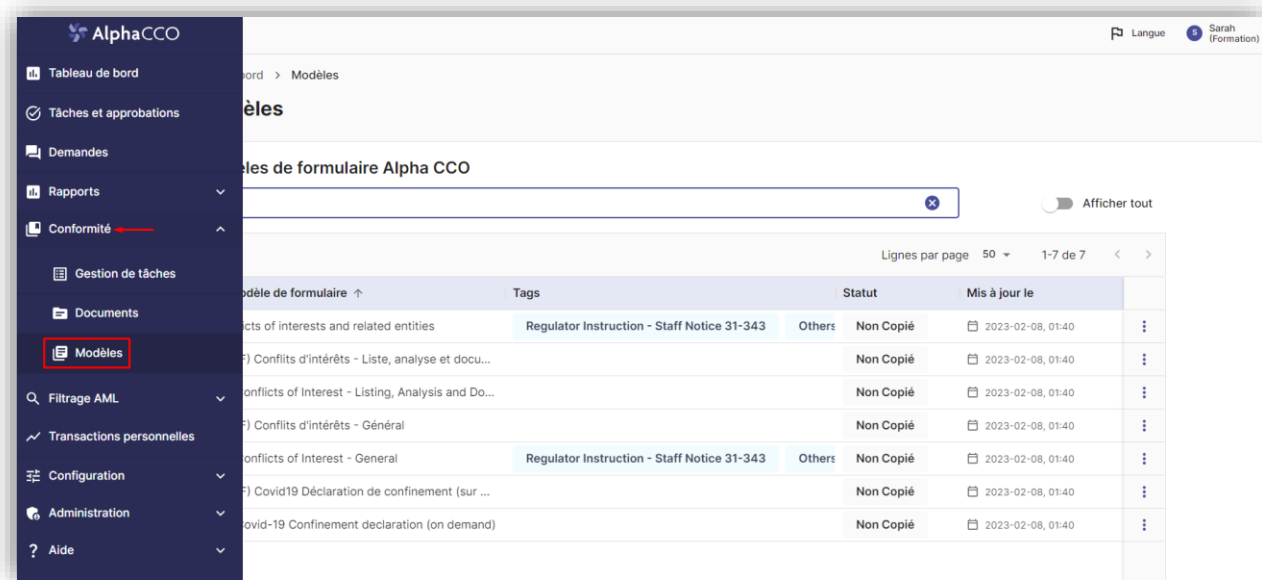 AlphaCCO
Langue
S
Sarah
(Formation)
Tableau de bord
bord > Modèles
Tâches et approbations
èles
Demandes
les de formulaire Alpha CCO
Rapports
Afficher tout
Conformité
Lignes par page 50 1-7 de 7
Gestion de tâches
odèle de formulaire ↑ Tags Statut Mis à jour le
Documents
icts of interests and related entities Regulator Instruction - Staff Notice 31-343 Others Non Copié 2023-02-08, 01:40
Modèles
F) Conflits d'intérêts - Liste, analyse et docu... Non Copié 2023-02-08, 01:40
Filtrage AML
onflicts of Interest - Listing, Analysis and Do... Non Copié 2023-02-08, 01:40
F) Conflits d'intérêts - Général Non Copié 2023-02-08, 01:40
Transactions personnelles
onflicts of Interest - General Regulator Instruction - Staff Notice 31-343 Others Non Copié 2023-02-08, 01:40
Configuration
F) Covid19 Déclaration de confinement (sur ... Non Copié 2023-02-08, 01:40
Administration
ovid-19 Confinement declaration (on demand) Non Copié 2023-02-08, 01:40
? Aide